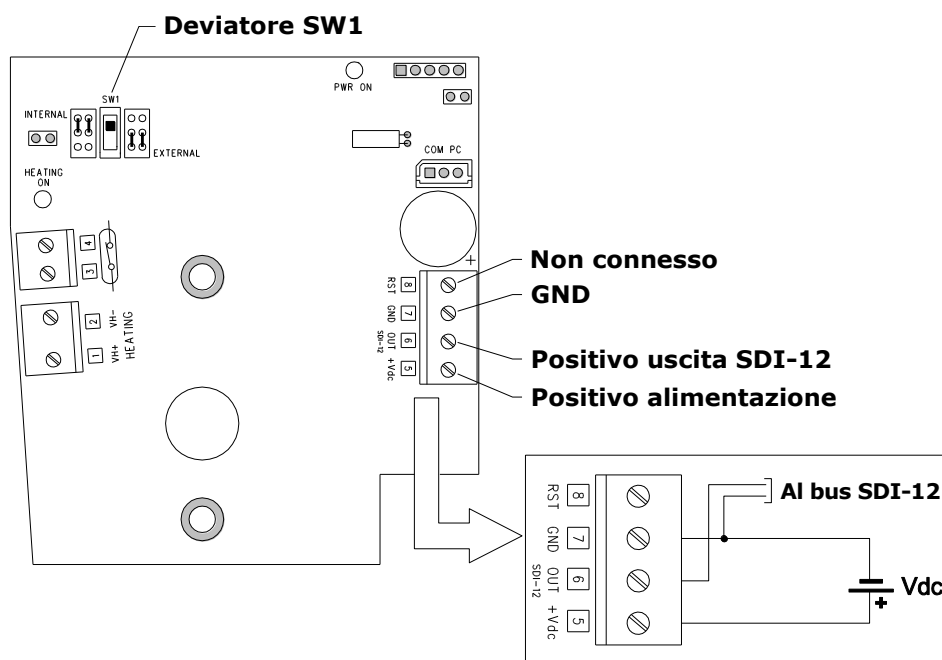 Deviatore SW1
PWR ON
SW1
INTERNAL
EXTERNAL
COM PC
HEATING
ON
4
3
2
VH-
1
VH+
HEATING
+
RST
8
GND
7
OUT
SDI-12
6
+Vdc
5
Non connesso
GND
Positivo uscita SDI-12
Positivo alimentazione
RST
8
GND
7
OUT
SDI-12
6
+Vdc
5
Al bus SDI-12
Vdc
+